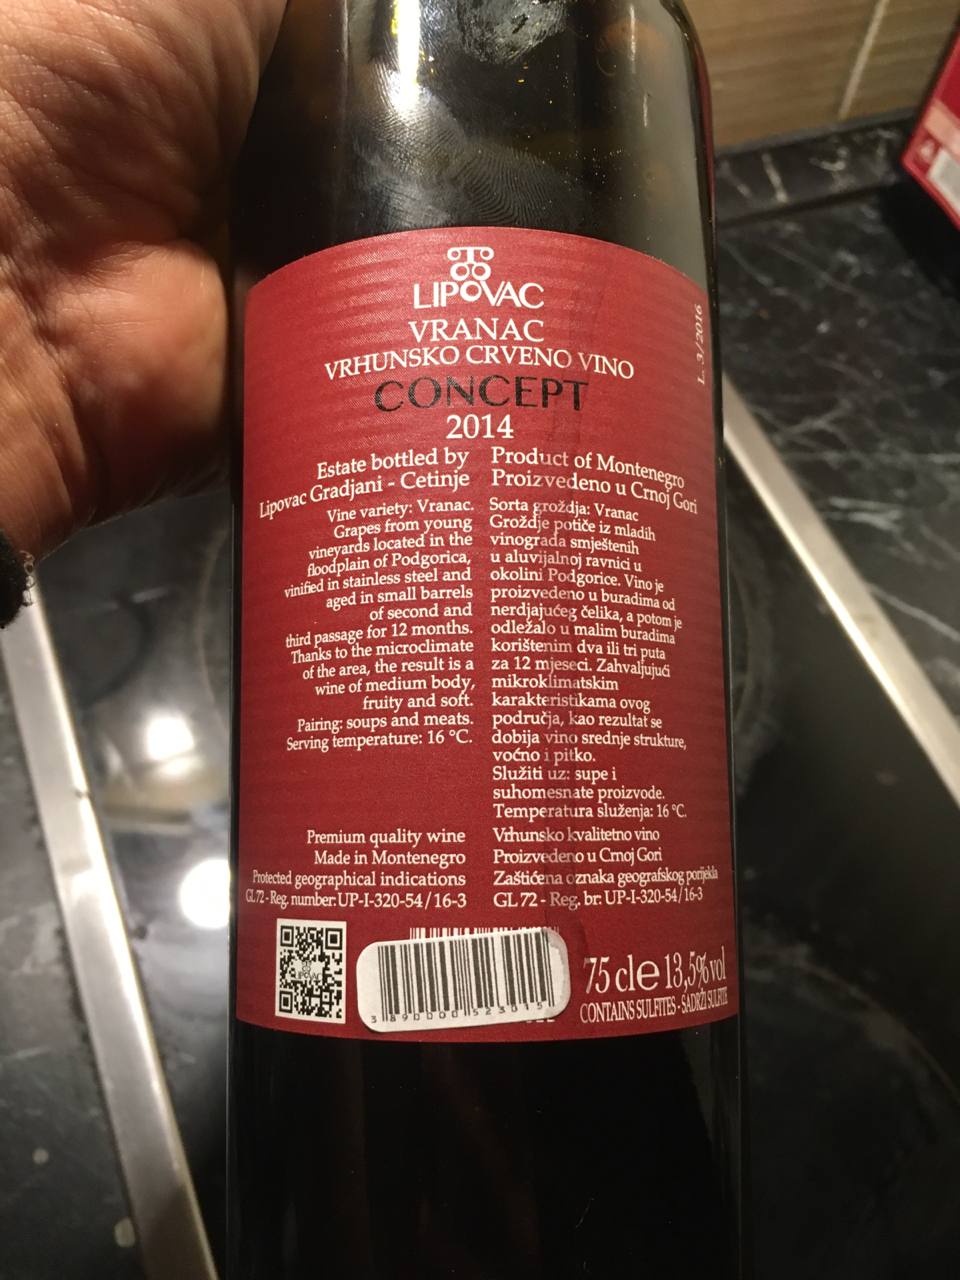 LIPOVAC
VRANAC
VRHUNSKO CRVENO VINO
CONCEPT
2014
L. 3/2016
Estate bottled by
Lipovac Gradjani - Cetinje
Vine variety: Vranac.
Grapes from young
vineyards located in the
floodplain of Podgorica,
vinified in stainless steel and
aged in small barrels
of second and
third passage for 12 months.
Thanks to the microclimate
of the area, the result is a
wine of medium body,
fruity and soft.
Pairing: soups and meats.
Serving temperature: 16 °C.
Premium quality wine
Made in Montenegro
Protected geographical indications
GL 72 - Reg. number: UP-I-320-54/16-3
Product of Montenegro
Proizvedeno u Crnoj Gori
Sorta groždja: Vranac
Groždje potiče iz mladih
vinograda smještenih
u aluvijalnoj ravnici u
okolini Podgorice. Vino je
proizvedeno u buradima od
nerdjajućeg čelika, a potom je
odležalo u malim buradima
korištenim dva ili tri puta
za 12 mjeseci. Zahvaljujući
mikroklimatskim
karakteristikama ovog
područja, kao rezultat se
dobija vino srednje strukture,
voćno i pitko.
Služiti uz: supe i
suhomesnate proizvode.
Temperatura služenja: 16 °C.
Vrhunsko kvalitetno vino
Proizvedeno u Crnoj Gori
Zaštićena oznaka geografskog porijekla
GL 72 - Reg. br: UP-I-320-54/16-3
LIPOVAC
3 890000 523015
75 cl e 13,5% vol
CONTAINS SULFITES - SADRŽI SULFITE